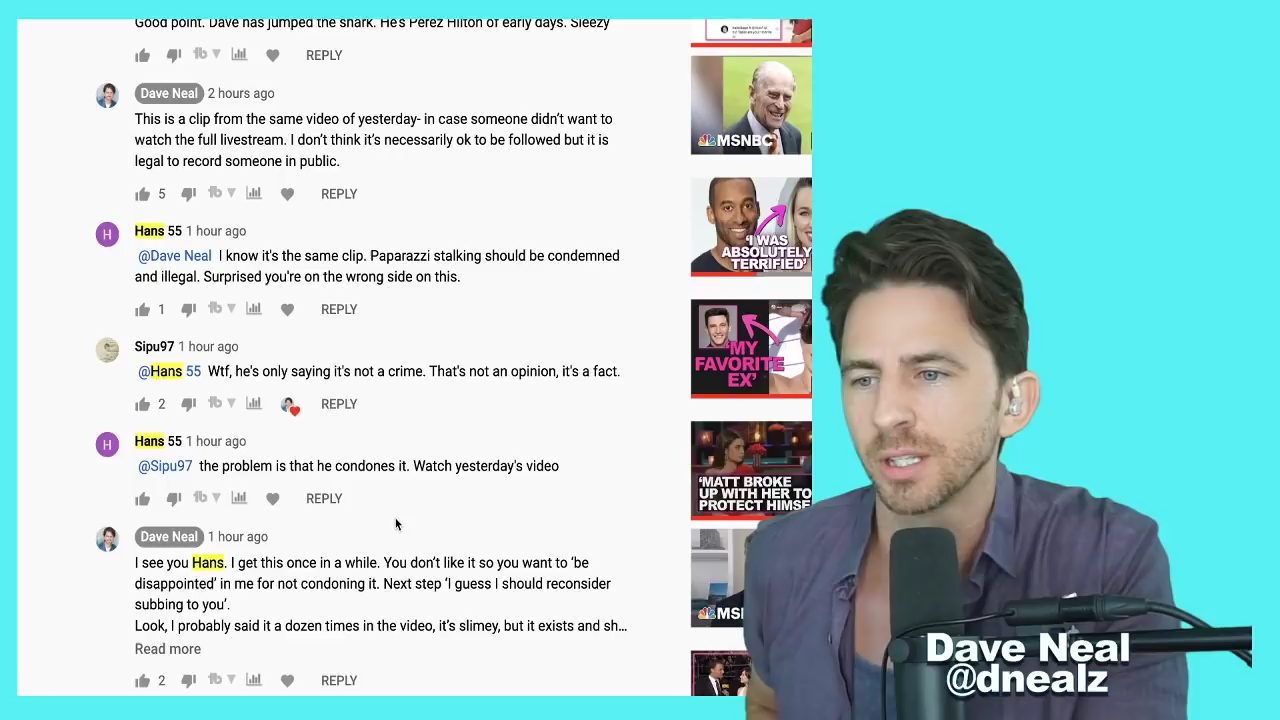 Good point. Dave has jumped the shark. He's Perez Hilton of early days. Sleezy
REPLY
Dave Neal 2 hours ago
This is a clip from the same video of yesterday- in case someone didn't want to
watch the full livestream. I don't think it's necessarily ok to be followed but it is
legal to record someone in public.
5 REPLY
H Hans 55 1 hour ago
@Dave Neal I know it's the same clip. Paparazzi stalking should be condemned
and illegal. Surprised you're on the wrong side on this.
1 REPLY
Sipu97 1 hour ago
@Hans 55 Wtf, he's only saying it's not a crime. That's not an opinion, it's a fact.
2 REPLY
H Hans 55 1 hour ago
@Sipu97 the problem is that he condones it. Watch yesterday's video
REPLY
Dave Neal 1 hour ago
I see you Hans. I get this once in a while. You don't like it so you want to 'be
disappointed' in me for not condoning it. Next step 'I guess I should reconsider
subbing to you'.
Look, I probably said it a dozen times in the video, it's slimey, but it exists and sh...
Read more
2 REPLY
MSNBC
'I WAS
ABSOLUTELY
TERRIFIED'
'MY
FAVORITE
EX'
'MATT BROKE
UP WITH HER TO
PROTECT HIMSE
MSI
Dave Neal
@dnealz